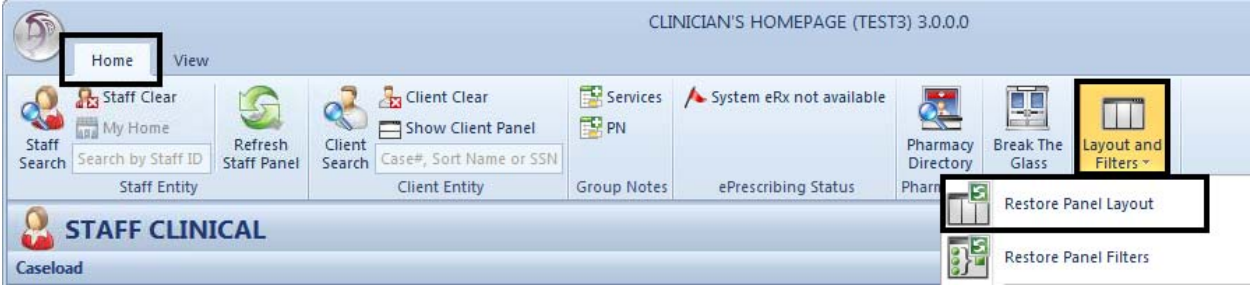 CLINICIAN'S HOMEPAGE (TEST3) 3.0.0.0
Home View
Staff Clear
My Home
Search by Staff ID
Staff
Search
Refresh
Staff Panel
Staff Entity
Client Clear
Show Client Panel
Case#, Sort Name or SSN
Client
Search
Client Entity
Services
PN
Group Notes
System eRx not available
ePrescribing Status
Pharmacy
Directory
Break The
Glass
Layout and
Filters
Pharm
Restore Panel Layout
Restore Panel Filters
STAFF CLINICAL
Caseload